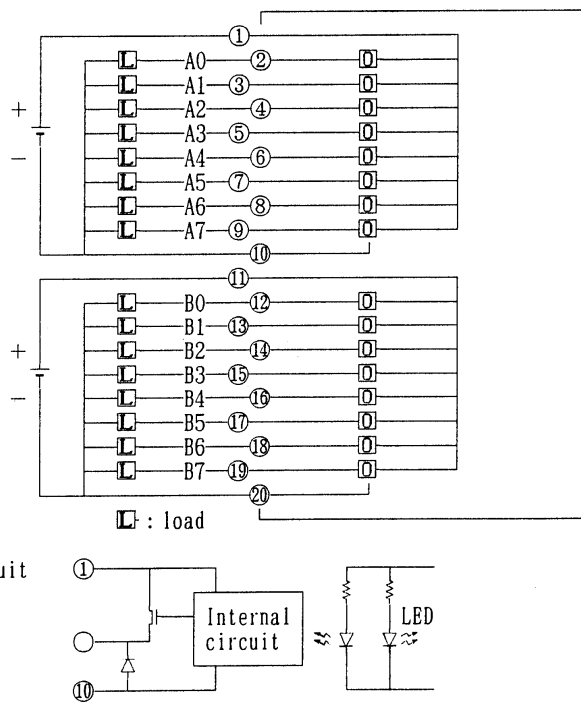 ①
L A0 ② O
L A1 ③ O
+ L A2 ④ O
L A3 ⑤ O
− L A4 ⑥ O
L A5 ⑦ O
L A6 ⑧ O
L A7 ⑨ O
⑩
⑪
L B0 ⑫ O
L B1 ⑬ O
+ L B2 ⑭ O
L B3 ⑮ O
− L B4 ⑯ O
L B5 ⑰ O
L B6 ⑱ O
L B7 ⑲ O
⑳
L : load
uit ①
Internal
circuit
LED
⑩